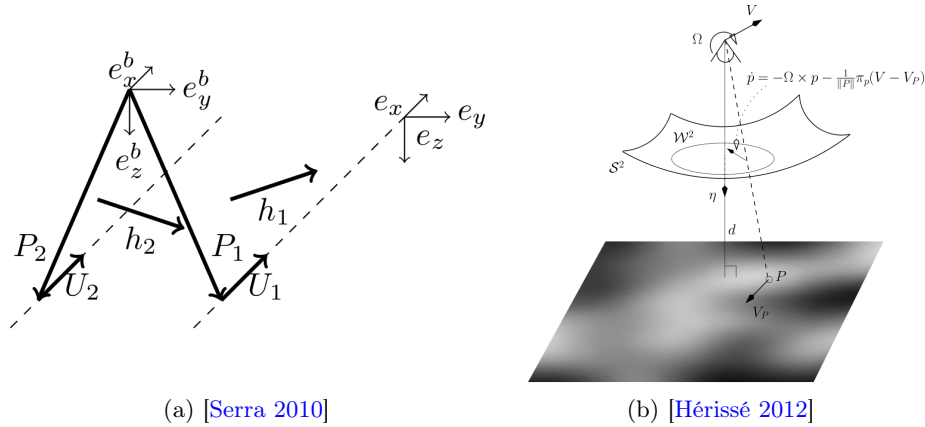 e_x^b
e_y^b
e_z^b
e_x
e_y
e_z
h_1
h_2
P_2
P_1
U_2
U_1
(a) [Serra 2010]
V
Ω
ṗ = −Ω × p − \frac{1}{‖P‖} π_p(V − V_P)
W^2
S^2
η
d
P
V_P
(b) [Hérissé 2012]